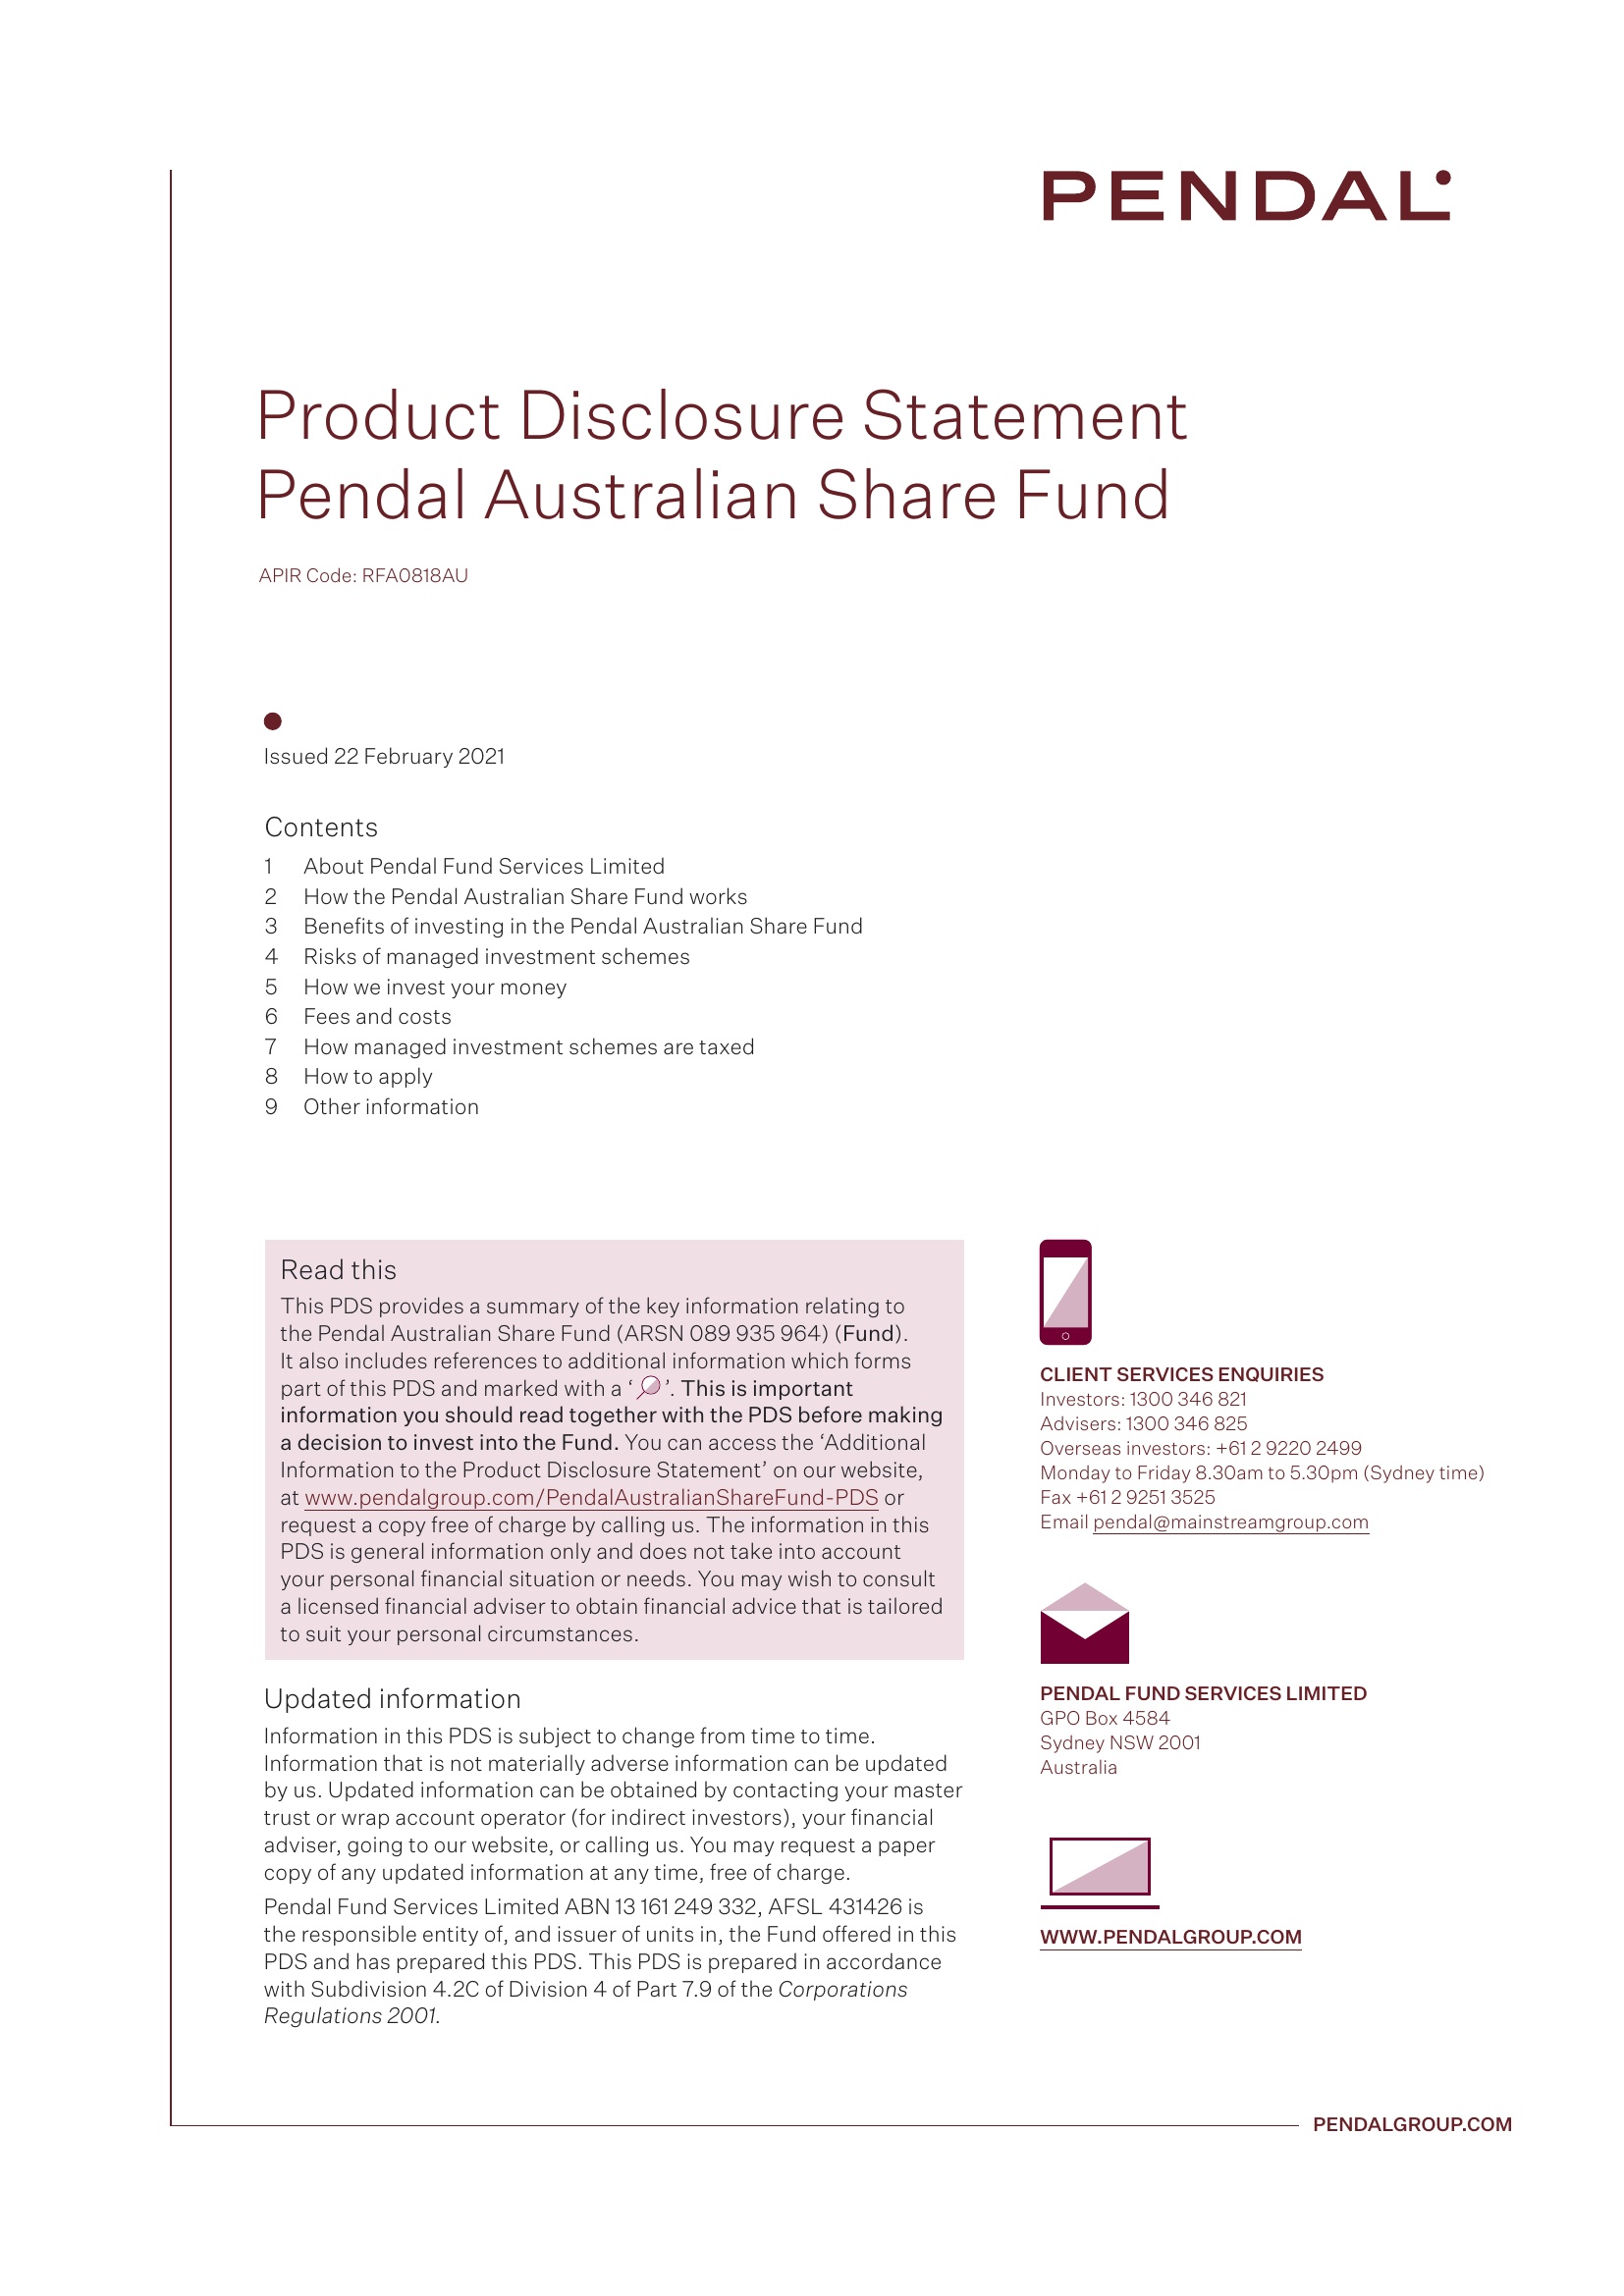 PENDAL
Product Disclosure Statement
Pendal Australian Share Fund
APIR Code: RFA0818AU
Issued 22 February 2021
Contents
1 About Pendal Fund Services Limited
2 How the Pendal Australian Share Fund works
3 Benefits of investing in the Pendal Australian Share Fund
4 Risks of managed investment schemes
5 How we invest your money
6 Fees and costs
7 How managed investment schemes are taxed
8 How to apply
9 Other information
Read this
This PDS provides a summary of the key information relating to
the Pendal Australian Share Fund (ARSN 089 935 964) (Fund).
It also includes references to additional information which forms
part of this PDS and marked with a ‘ ’. This is important
information you should read together with the PDS before making
a decision to invest into the Fund. You can access the ‘Additional
Information to the Product Disclosure Statement’ on our website,
at www.pendalgroup.com/PendalAustralianShareFund-PDS or
request a copy free of charge by calling us. The information in this
PDS is general information only and does not take into account
your personal financial situation or needs. You may wish to consult
a licensed financial adviser to obtain financial advice that is tailored
to suit your personal circumstances.
Updated information
Information in this PDS is subject to change from time to time.
Information that is not materially adverse information can be updated
by us. Updated information can be obtained by contacting your master
trust or wrap account operator (for indirect investors), your financial
adviser, going to our website, or calling us. You may request a paper
copy of any updated information at any time, free of charge.
Pendal Fund Services Limited ABN 13 161 249 332, AFSL 431426 is
the responsible entity of, and issuer of units in, the Fund offered in this
PDS and has prepared this PDS. This PDS is prepared in accordance
with Subdivision 4.2C of Division 4 of Part 7.9 of the Corporations
Regulations 2001.
CLIENT SERVICES ENQUIRIES
Investors: 1300 346 821
Advisers: 1300 346 825
Overseas investors: +61 2 9220 2499
Monday to Friday 8.30am to 5.30pm (Sydney time)
Fax +61 2 9251 3525
Email pendal@mainstreamgroup.com
PENDAL FUND SERVICES LIMITED
GPO Box 4584
Sydney NSW 2001
Australia
WWW.PENDALGROUP.COM
PENDALGROUP.COM